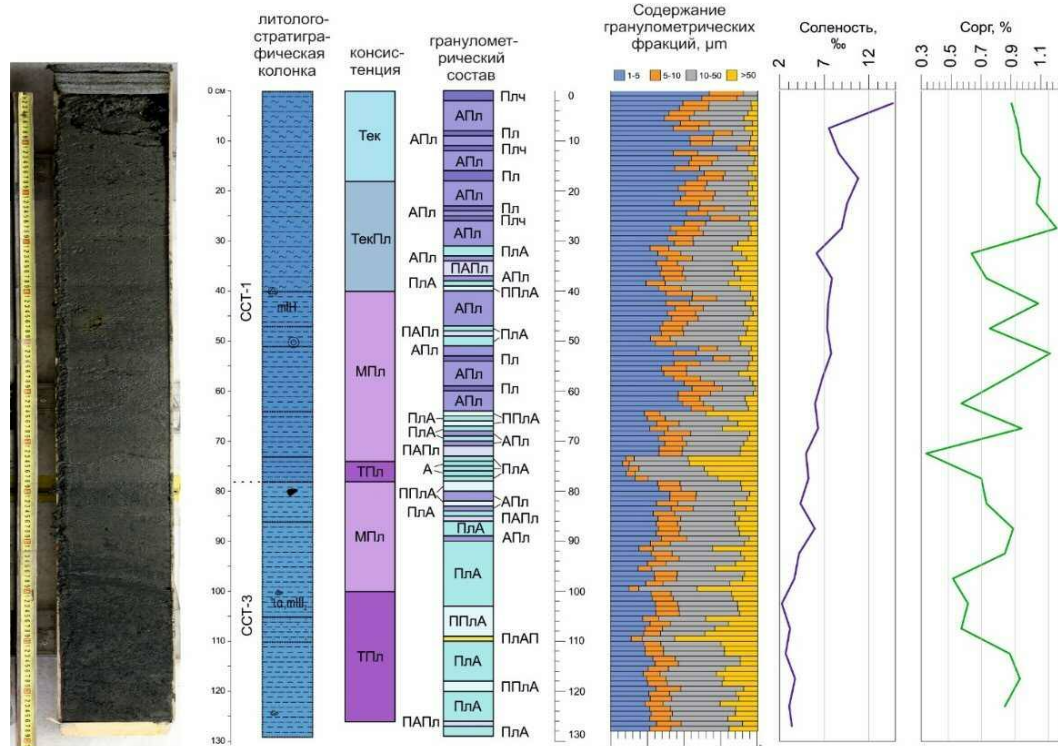 литолого-
стратигра-
фическая
колонка
консис-
тенция
грануломет-
рический
состав
Содержание
гранулометрических
фракций, µm
1-5
5-10
10-50
>50
Соленость,
‰
2
7
12
Сорг, %
0.3
0.5
0.7
0.9
1.1
0 см
10
20
30
40
50
60
70
80
90
100
110
120
130
ССТ-1
ССТ-3
mIH
Тек
ТекПл
МПл
ТПл
МПл
ТПл
Плч
АПл
Пл
АПл
Плч
АПл
Пл
АПл
АПл
Пл
Плч
АПл
ПлА
АПл
ПАПл
АПл
ПлА
ППлА
АПл
ПАПл
ПлА
АПл
Пл
АПл
Пл
АПл
ПлА
ППлА
ПлА
АПл
ПАПл
А
ПлА
ППлА
АПл
ПлА
ПАПл
ПлА
АПл
ПлА
ППлА
ПлАП
ПлА
ППлА
ПлА
ПАПл
ПлА
0
10
20
30
40
50
60
70
80
90
100
110
120
130